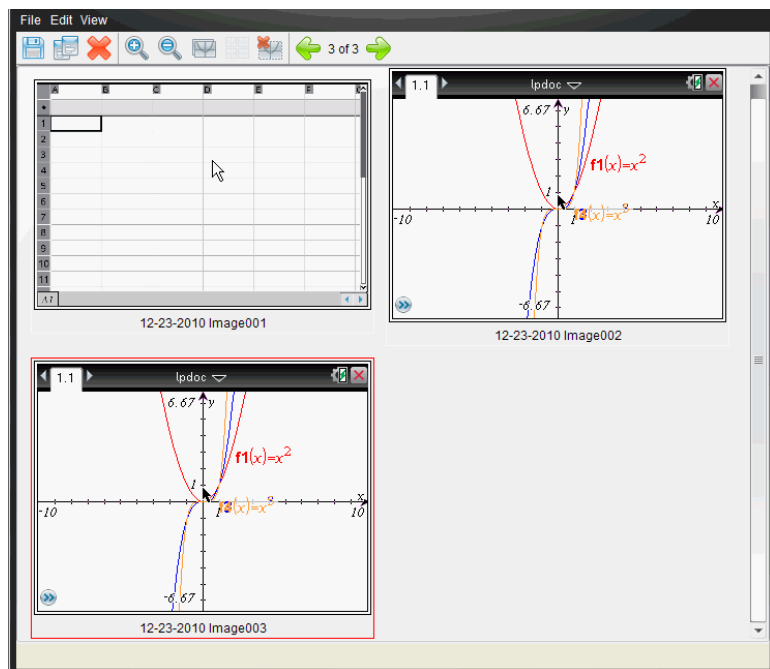 File Edit View
3 of 3
A B C D E F G
1
2
3
4
5
6
7
8
9
10
11
A1
12-23-2010 Image001
1.1 lpdoc
6.67 y
f1(x)=x²
1
x
-10 1 10
-6.67
12-23-2010 Image002
1.1 lpdoc
6.67 y
f1(x)=x²
1
x
-10 1 10
-6.67
12-23-2010 Image003